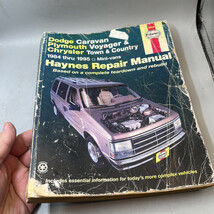 Dodge Caravan
Plymouth Voyager &
Chrysler Town & Country
1984 thru 1995 Mini-vans
Haynes Repair Manual
Based on a complete teardown and rebuild
Includes essential information for today's more complex vehicles